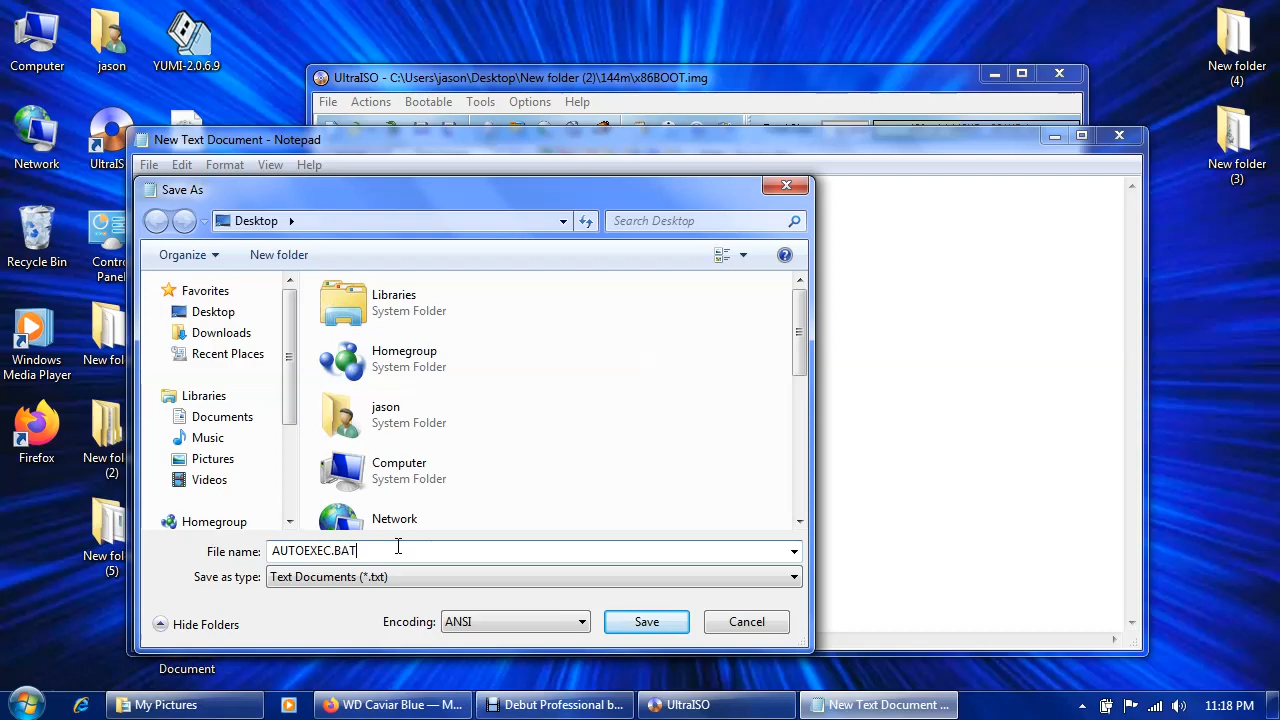 Computer
jason
YUMI-2.0.6.9
Network
UltraIS
Recycle Bin
Contro
Panel
Windows
Media Player
New fol
Firefox
New fol
(2)
New fol
(5)
Document
New folder
(4)
New folder
(3)
UltraISO - C:\Users\jason\Desktop\New folder (2)\144m\x86BOOT.img
File Actions Bootable Tools Options Help
New Text Document - Notepad
File Edit Format View Help
Save As
Desktop
Search Desktop
Organize
New folder
Favorites
Desktop
Downloads
Recent Places
Libraries
Documents
Music
Pictures
Videos
Homegroup
Libraries
System Folder
Homegroup
System Folder
jason
System Folder
Computer
System Folder
Network
File name: AUTOEXEC.BAT
Save as type: Text Documents (*.txt)
Hide Folders
Encoding: ANSI
Save
Cancel
My Pictures
WD Caviar Blue — M...
Debut Professional b...
UltraISO
New Text Document ...
11:18 PM